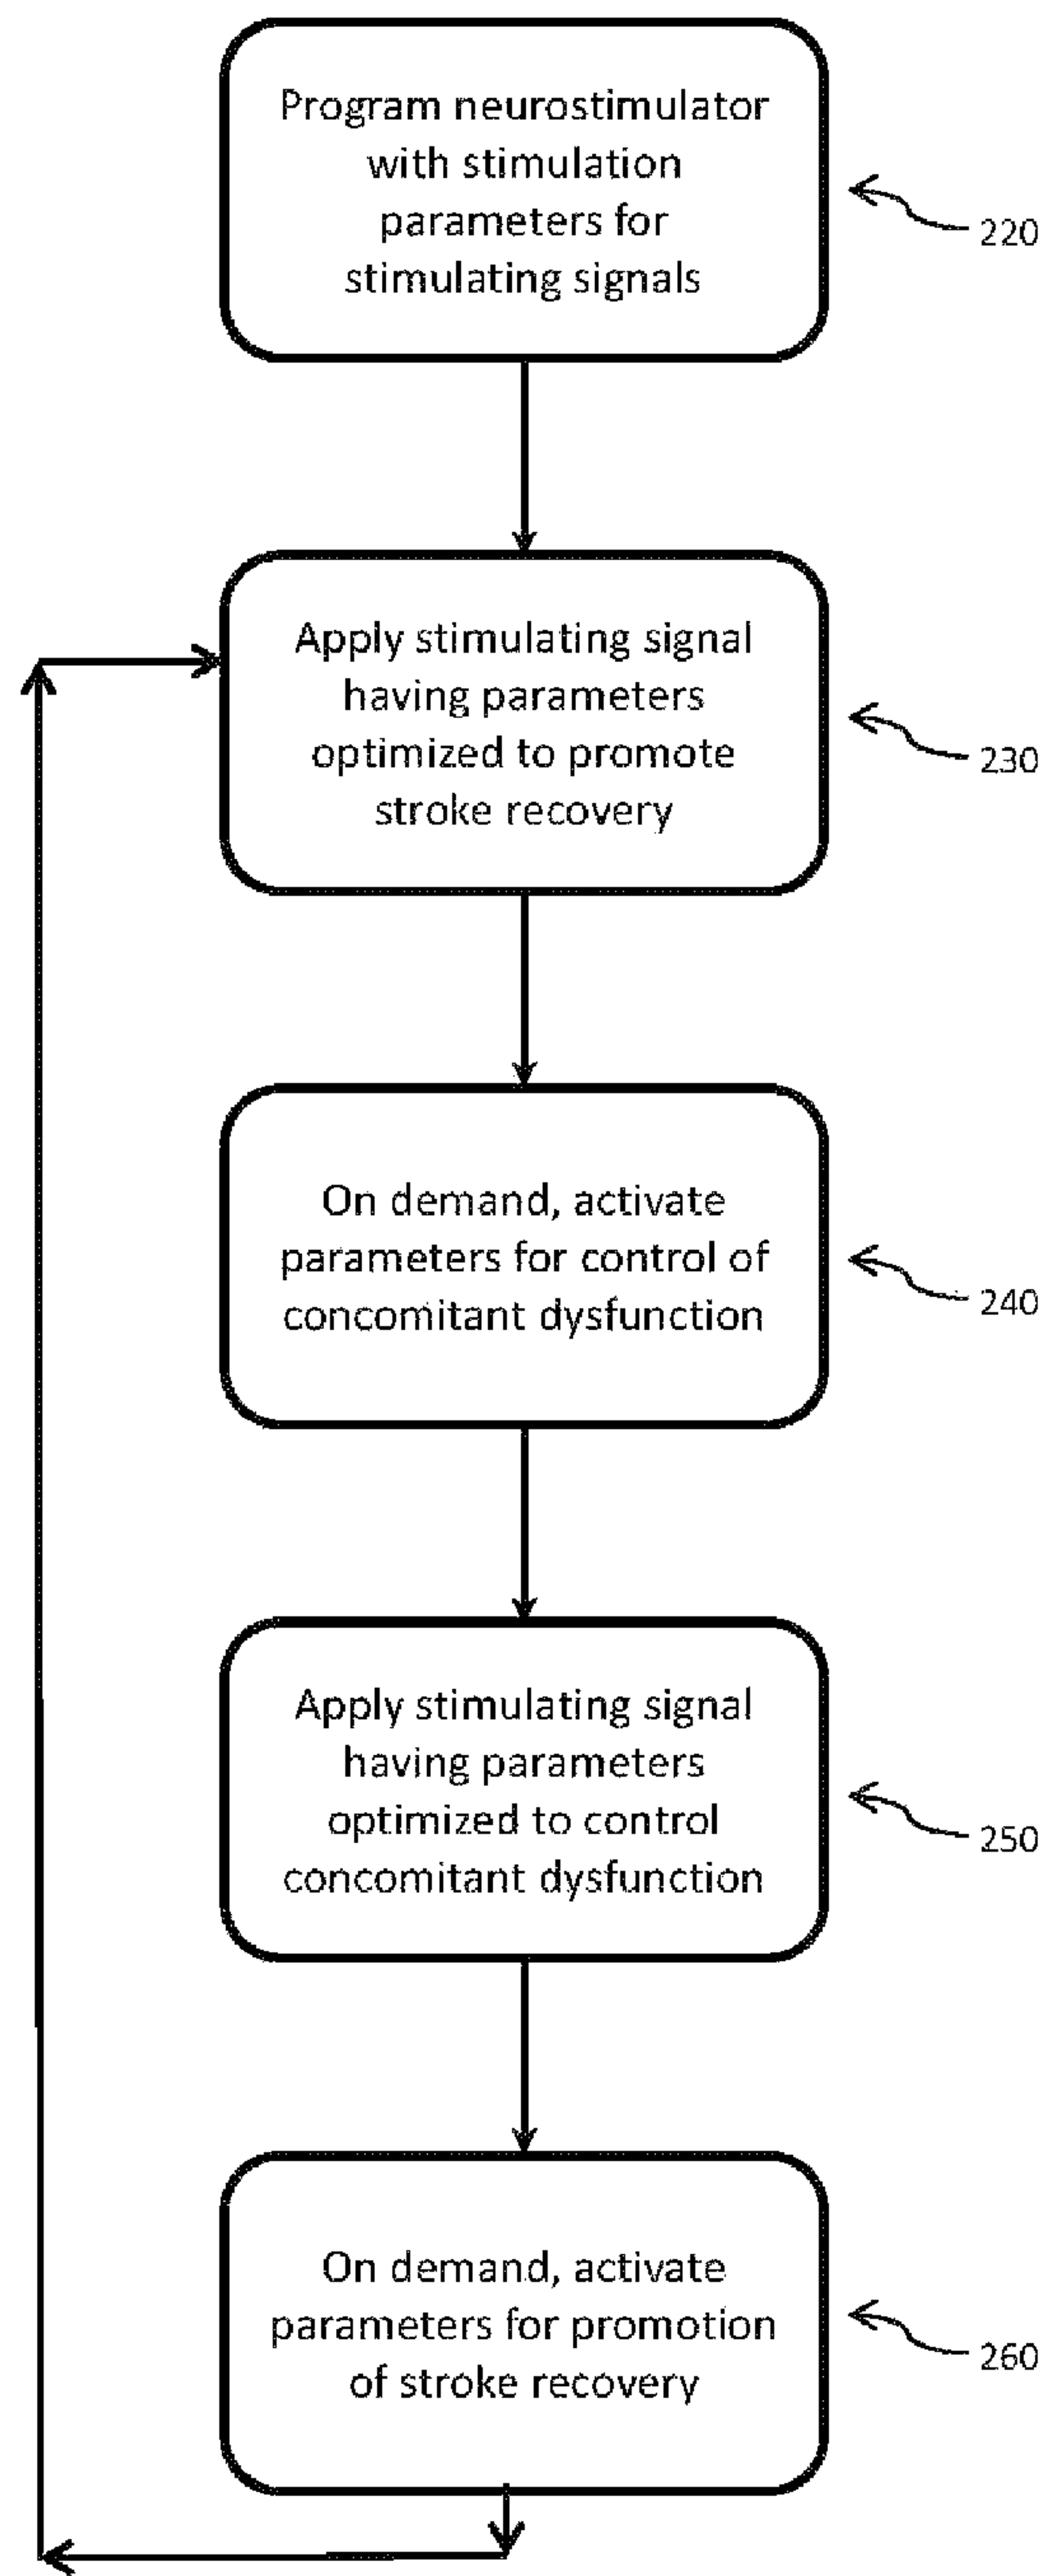 Program neurostimulator
with stimulation
parameters for
stimulating signals
220
Apply stimulating signal
having parameters
optimized to promote
stroke recovery
230
On demand, activate
parameters for control of
concomitant dysfunction
240
Apply stimulating signal
having parameters
optimized to control
concomitant dysfunction
250
On demand, activate
parameters for promotion
of stroke recovery
260